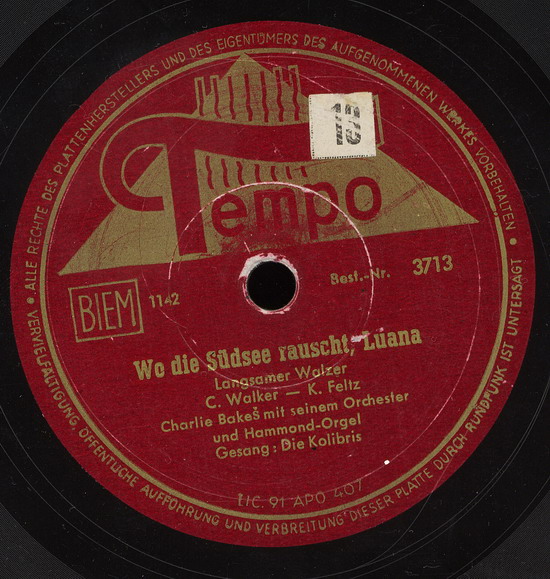 ALLE RECHTE DES PLATTENHERSTELLERS UND DES EIGENTÜMERS DES AUFGENOMMENEN WERKES VORBEHALTEN •
Tempo
BIEM
1142
Best.-Nr. 3713
Wo die Südsee rauscht, Luana
Langsamer Walzer
C. Walker — K. Feltz
Charlie Bakeš mit seinem Orchester
und Hammond-Orgel
Gesang: Die Kolibris
91 APO 407
• VERVIELFÄLTIGUNG, ÖFFENTLICHE AUFFÜHRUNG UND VERBREITUNG DIESER PLATTE DURCH RUNDFUNK IST UNTERSAGT